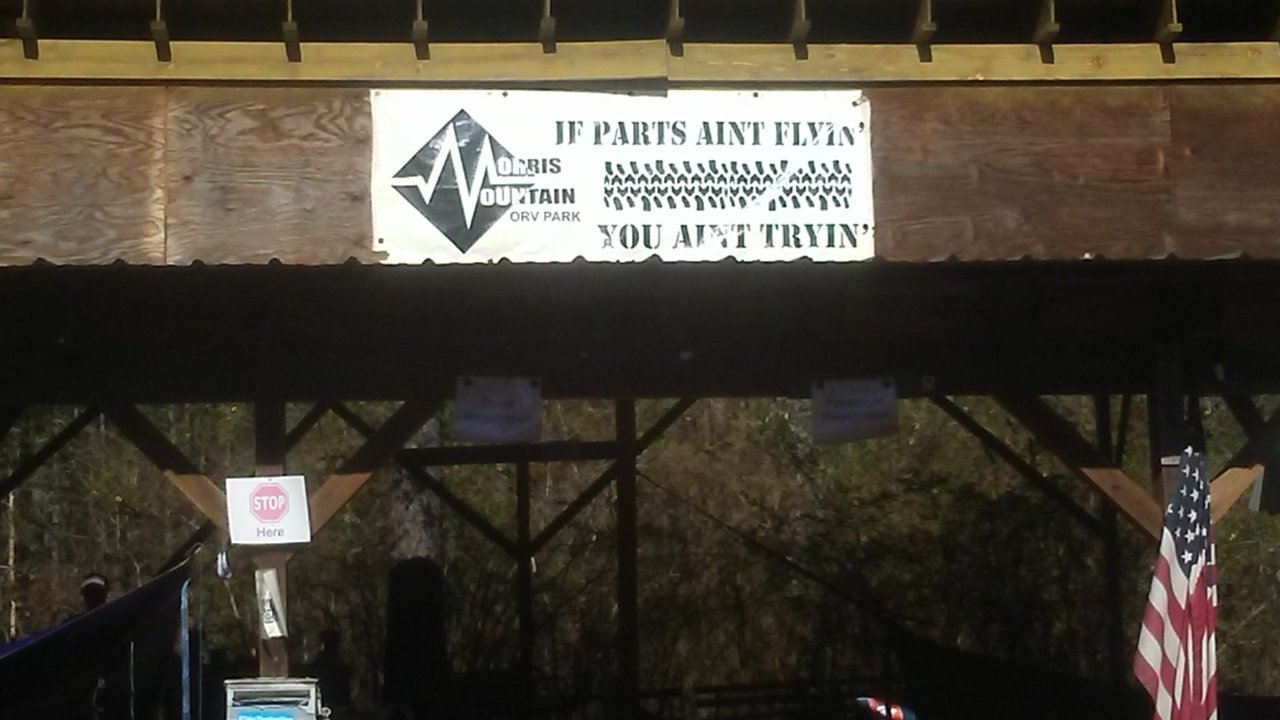 IF PARTS AINT FLYIN'
MORRIS
MOUNTAIN
ORV PARK
YOU AINT TRYIN'
STOP
Here